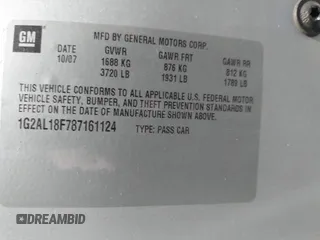 GM
MFD BY GENERAL MOTORS CORP.
DATE GVWR GAWR FRT GAWR RR
10/07 1688 KG 876 KG 812 KG
3720 LB 1931 LB 1789 LB
THIS VEHICLE CONFORMS TO ALL APPLICABLE U.S. FEDERAL MOTOR
VEHICLE SAFETY, BUMPER, AND THEFT PREVENTION STANDARDS IN
EFFECT ON THE DATE OF MANUFACTURE SHOWN ABOVE.
1G2AL18F787161124 TYPE: PASS CAR
DREAMBID